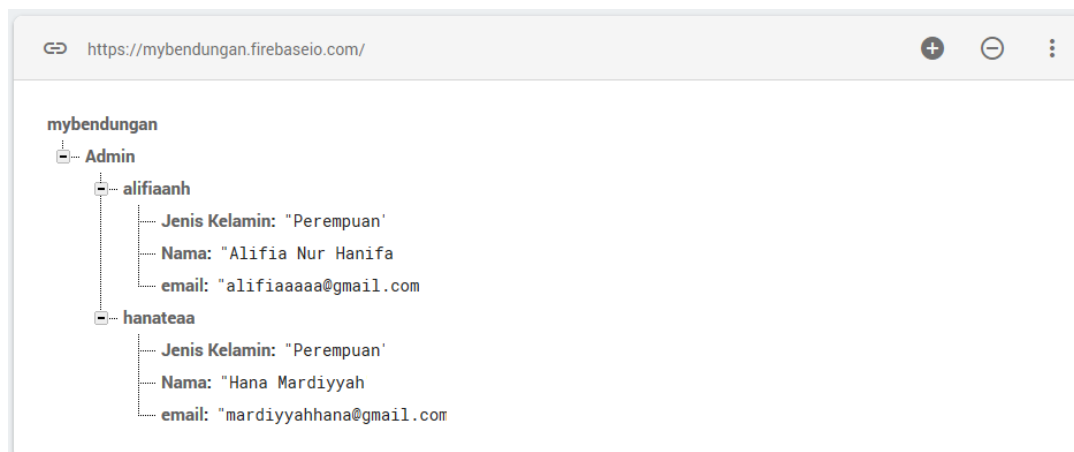 https://mybendungan.firebaseio.com/
mybendungan
Admin
alifiaanh
Jenis Kelamin: "Perempuan'
Nama: "Alifia Nur Hanifa
email: "alifiaaaaa@gmail.com
hanateaa
Jenis Kelamin: "Perempuan'
Nama: "Hana Mardiyyah
email: "mardiyyahhana@gmail.com